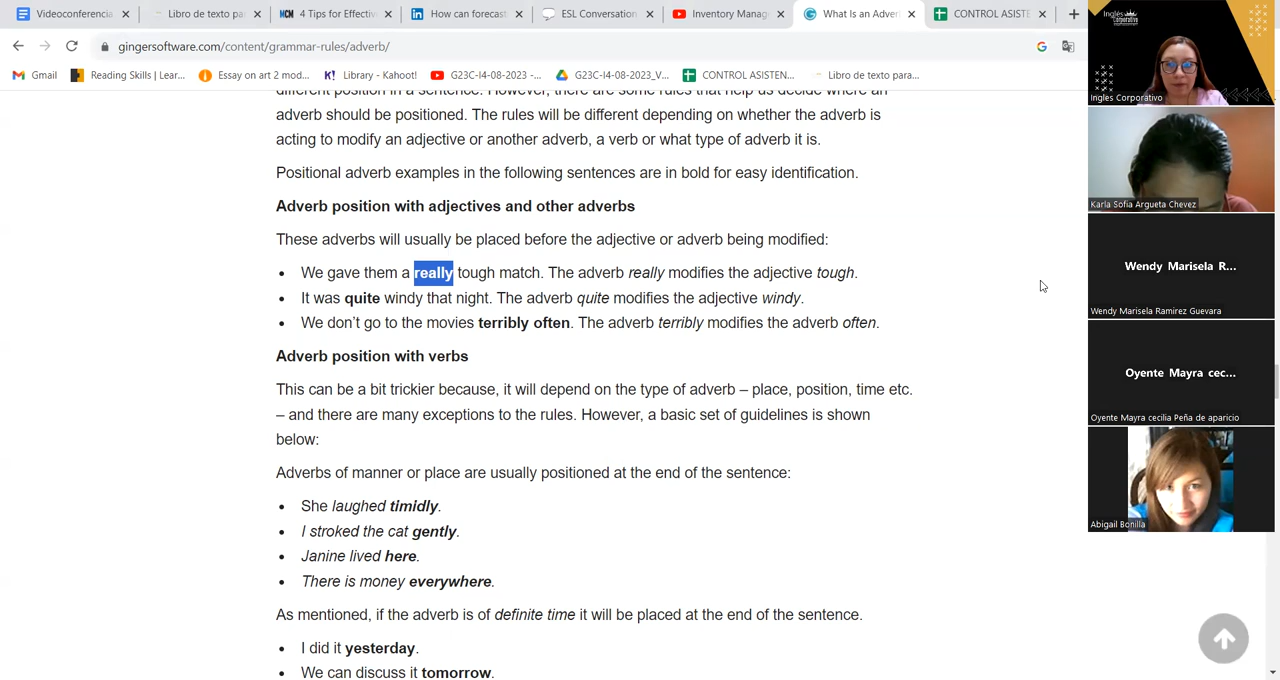 Videoconferencia
Libro de texto pa
4 Tips for Effectiv
How can forecast
ESL Conversation
Inventory Manag
What Is an Adver
CONTROL ASISTE
gingersoftware.com/content/grammar-rules/adverb/
Gmail
Reading Skills | Lear...
Essay on art 2 mod...
Library - Kahoot!
G23C-I4-08-2023 -...
G23C-I4-08-2023_V...
CONTROL ASISTEN...
Libro de texto para...
different position in a sentence. However, there are some rules that help us decide where an
adverb should be positioned. The rules will be different depending on whether the adverb is
acting to modify an adjective or another adverb, a verb or what type of adverb it is.
Positional adverb examples in the following sentences are in bold for easy identification.
Adverb position with adjectives and other adverbs
These adverbs will usually be placed before the adjective or adverb being modified:
We gave them a really tough match. The adverb really modifies the adjective tough.
It was quite windy that night. The adverb quite modifies the adjective windy.
We don't go to the movies terribly often. The adverb terribly modifies the adverb often.
Adverb position with verbs
This can be a bit trickier because, it will depend on the type of adverb – place, position, time etc.
– and there are many exceptions to the rules. However, a basic set of guidelines is shown
below:
Adverbs of manner or place are usually positioned at the end of the sentence:
She laughed timidly.
I stroked the cat gently.
Janine lived here.
There is money everywhere.
As mentioned, if the adverb is of definite time it will be placed at the end of the sentence.
I did it yesterday.
We can discuss it tomorrow.
Inglés
Corporativo
Ingles Corporativo
Karla Sofia Argueta Chevez
Wendy Marisela R...
Wendy Marisela Ramirez Guevara
Oyente Mayra cec...
Oyente Mayra cecilia Peña de aparicio
Abigail Bonilla